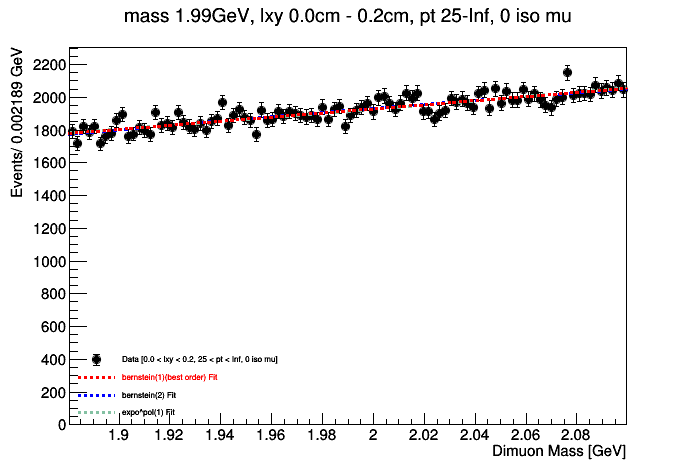 mass 1.99GeV, lxy 0.0cm - 0.2cm, pt 25-Inf, 0 iso mu
Events/ 0.002189 GeV
2200
2000
1800
1600
1400
1200
1000
800
600
400
200
0
Data [0.0 < lxy < 0.2, 25 < pt < Inf, 0 iso mu]
bernstein(1)(best order) Fit
bernstein(2) Fit
expo*pol(1) Fit
1.9 1.92 1.94 1.96 1.98 2 2.02 2.04 2.06 2.08
Dimuon Mass [GeV]